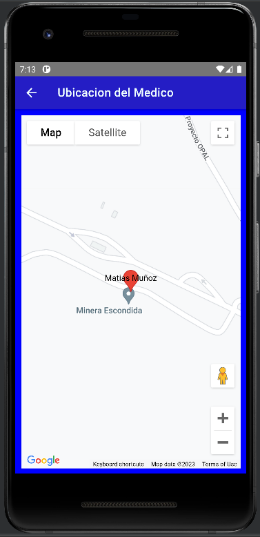 7:13
Ubicacion del Medico
Map
Satellite
Proyecto OPAL
Matias Muñoz
Minera Escondida
Google
Keyboard shortcuts
Map data ©2023
Terms of Use